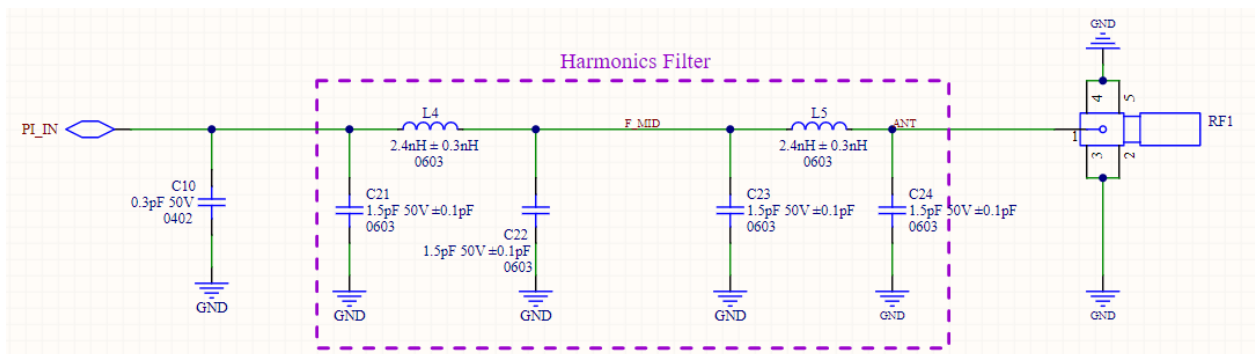 GND
Harmonics Filter
4
5
PI_IN
L4
F_MID
L5
ANT
RF1
1
2.4nH ± 0.3nH
0603
2.4nH ± 0.3nH
0603
3
2
C10
0.3pF 50V
0402
C21
1.5pF 50V ±0.1pF
0603
C22
1.5pF 50V ±0.1pF
0603
C23
1.5pF 50V ±0.1pF
0603
C24
1.5pF 50V ±0.1pF
0603
GND
GND
GND
GND
GND
GND